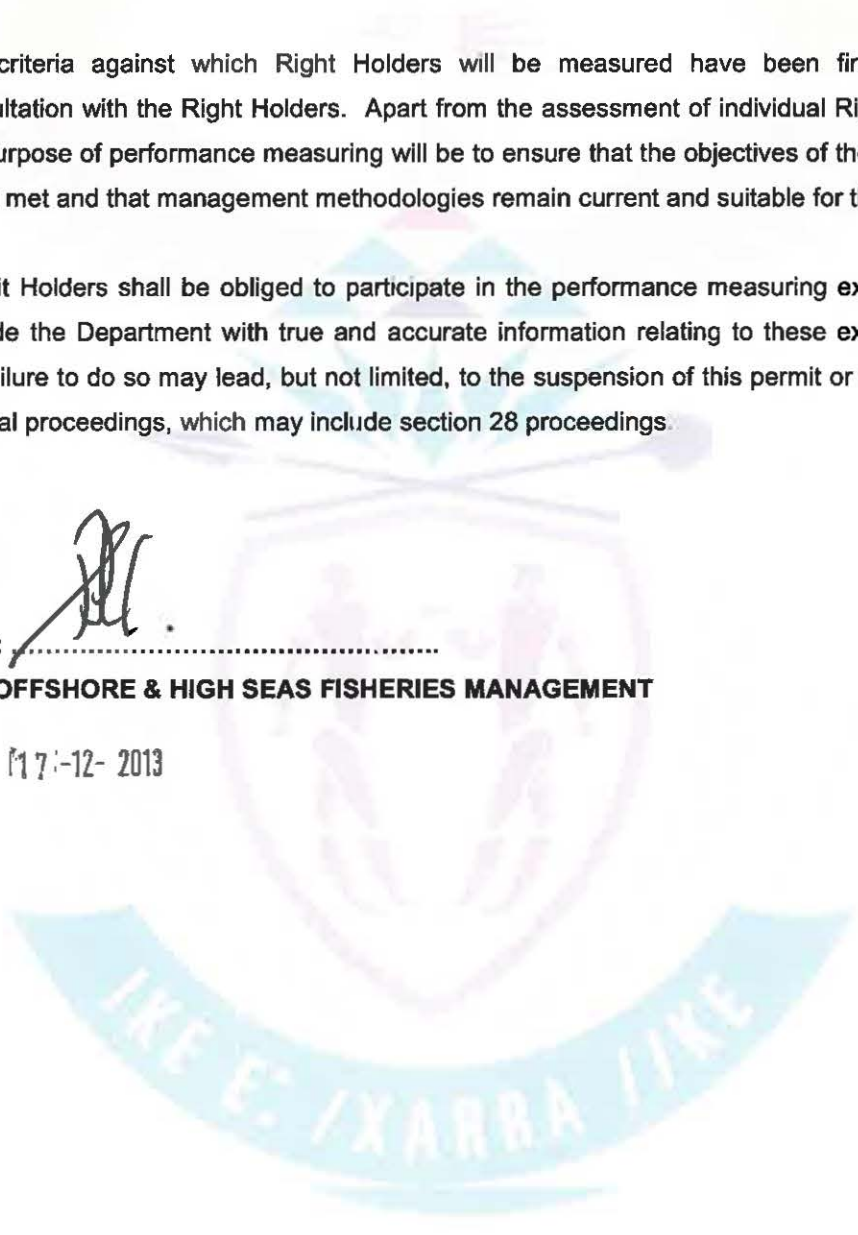 criteria against which Right Holders will be measured have been fir
ultation with the Right Holders. Apart from the assessment of individual Ri
urpose of performance measuring will be to ensure that the objectives of th
met and that management methodologies remain current and suitable for t
it Holders shall be obliged to participate in the performance measuring ex
de the Department with true and accurate information relating to these ex
ilure to do so may lead, but not limited, to the suspension of this permit or
al proceedings, which may include section 28 proceedings.
OFFSHORE & HIGH SEAS FISHERIES MANAGEMENT
17-12-2013
!KE E: /XARRA //KE